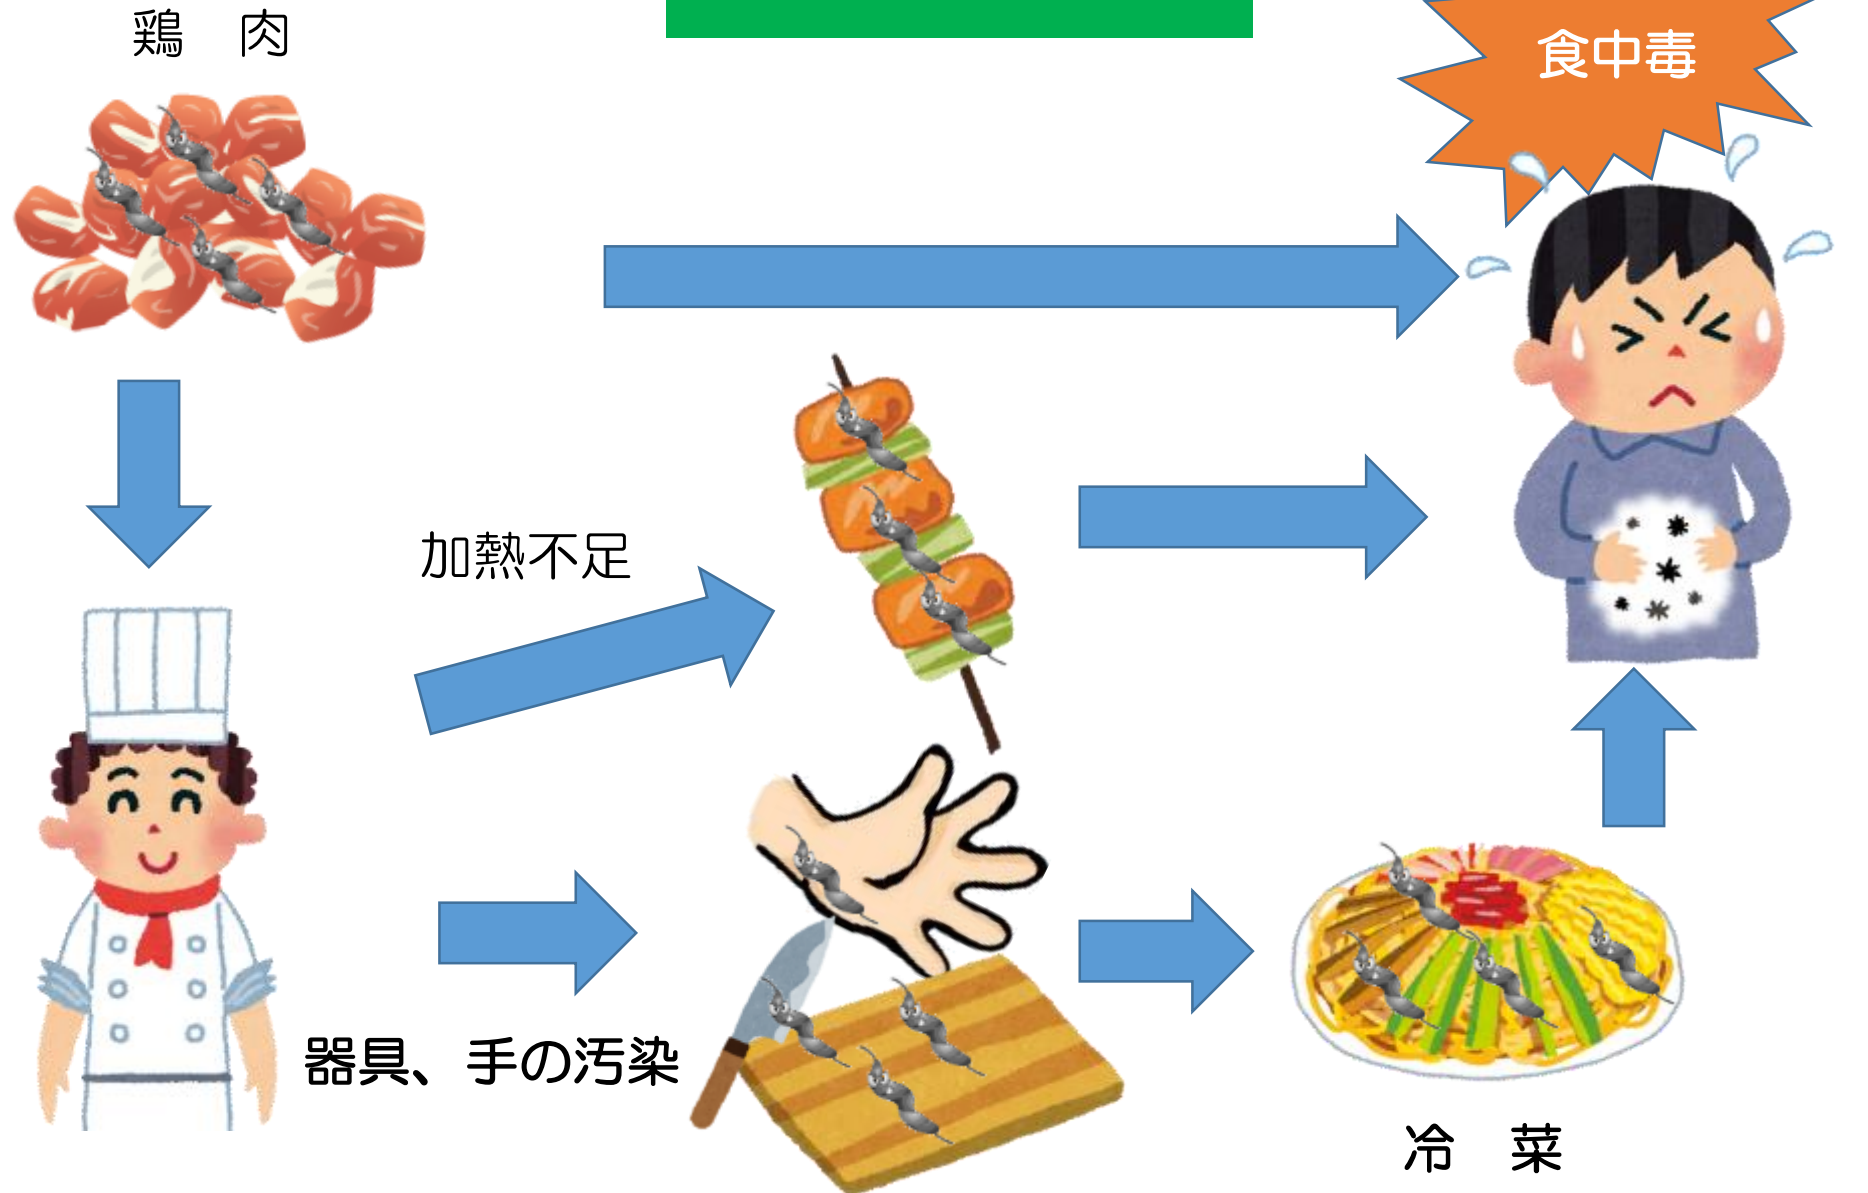 鶏　肉
食中毒
加熱不足
器具、手の汚染
冷　菜